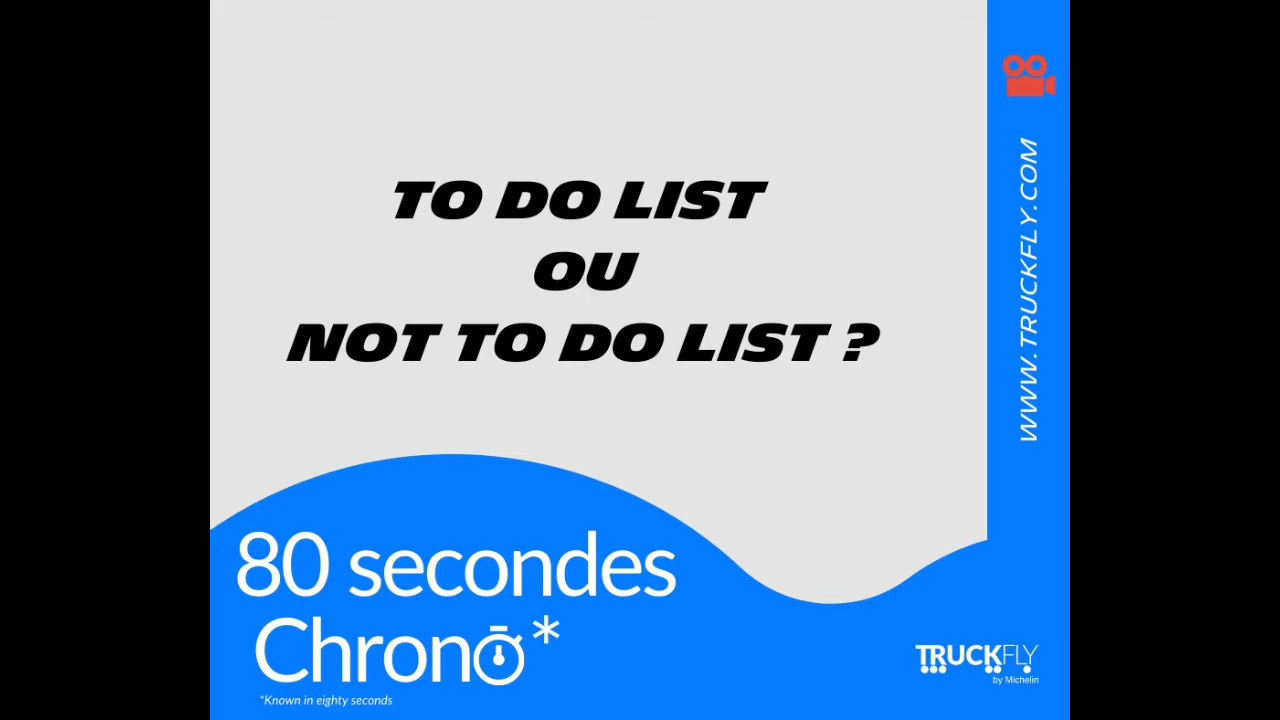 TO DO LIST
OU
NOT TO DO LIST ?
WWW.TRUCKFLY.COM
80 secondes
Chrono*
*Known in eighty seconds
TRUCKFLY
by Michelin